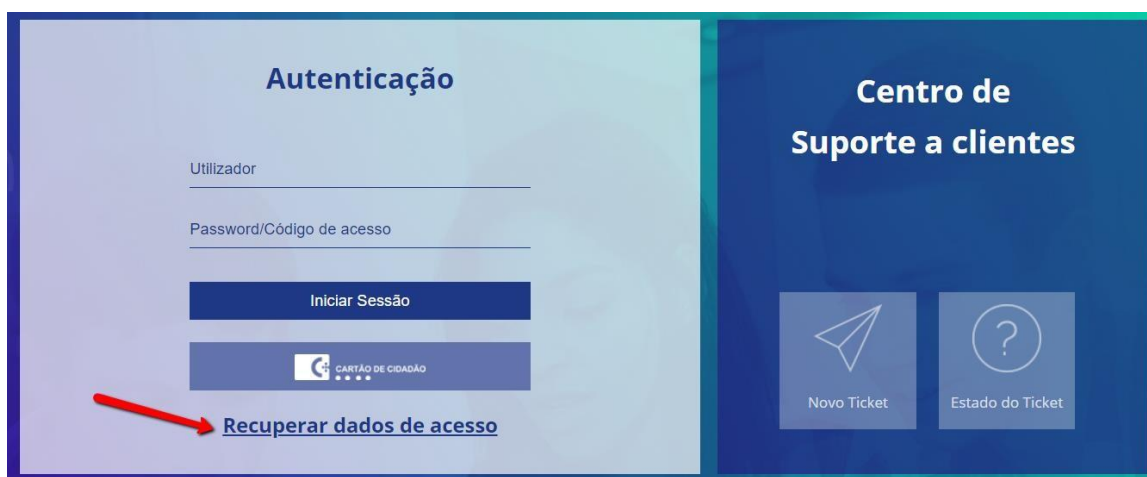 Autenticação
Utilizador
Password/Código de acesso
Iniciar Sessão
CARTÃO DE CIDADÃO
Recuperar dados de acesso
Centro de
Suporte a clientes
Novo Ticket
Estado do Ticket